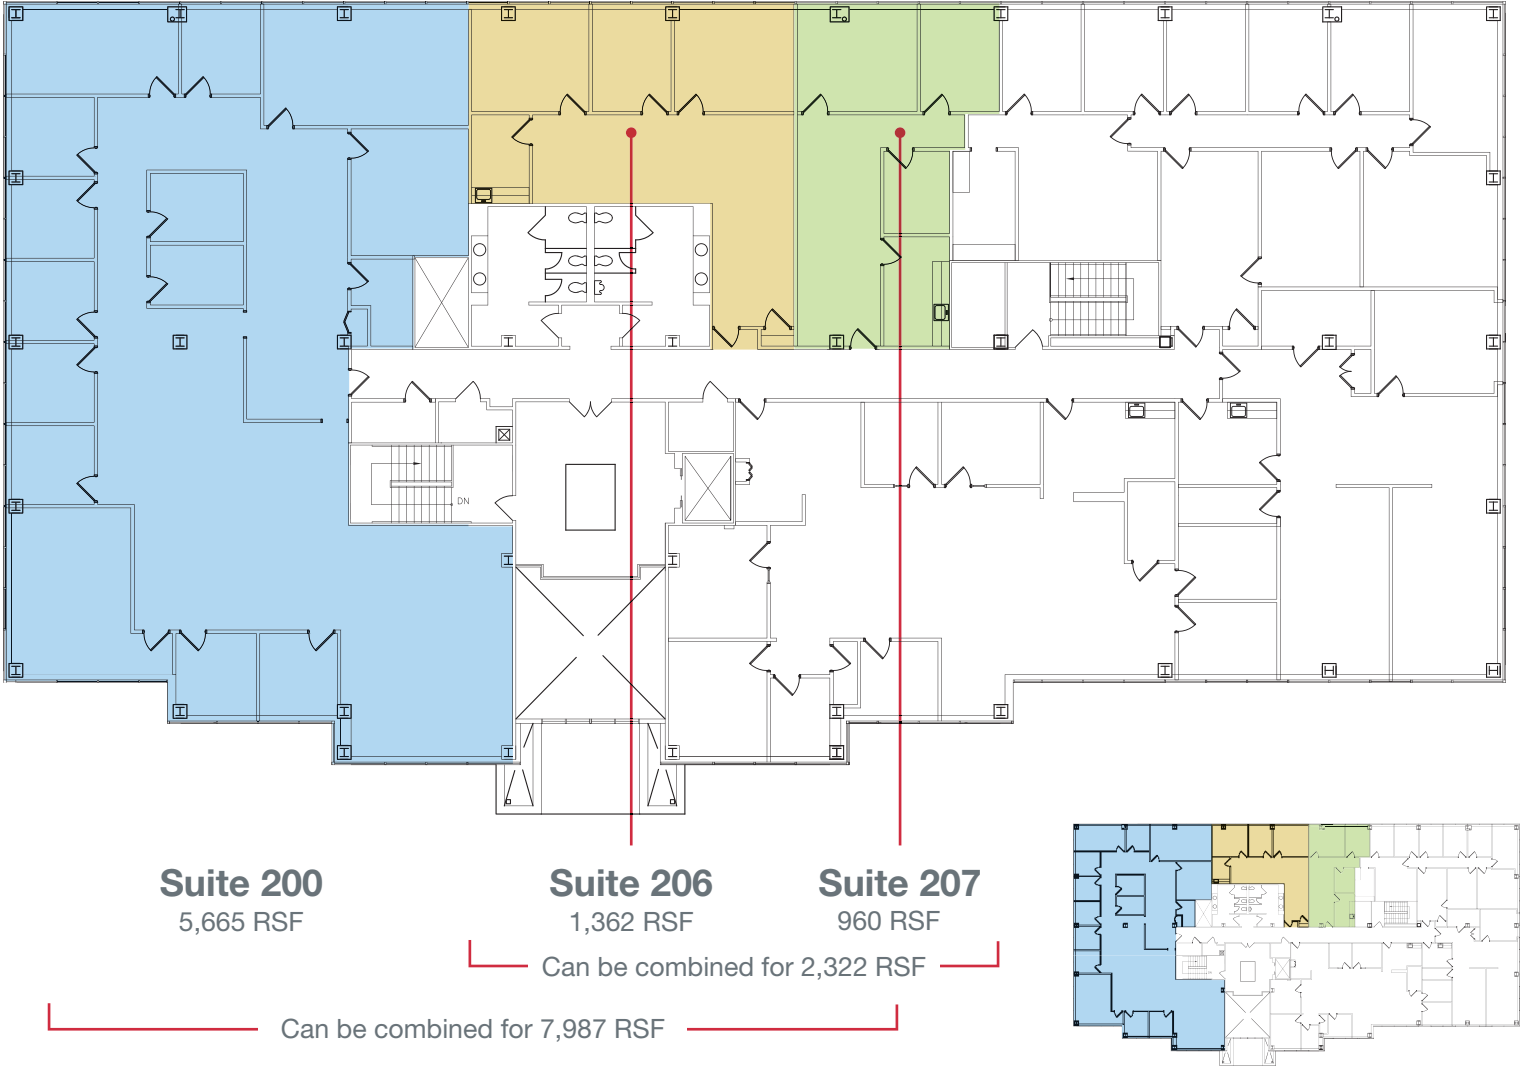 DN
Suite 200
5,665 RSF
Suite 206
1,362 RSF
Suite 207
960 RSF
Can be combined for 2,322 RSF
Can be combined for 7,987 RSF